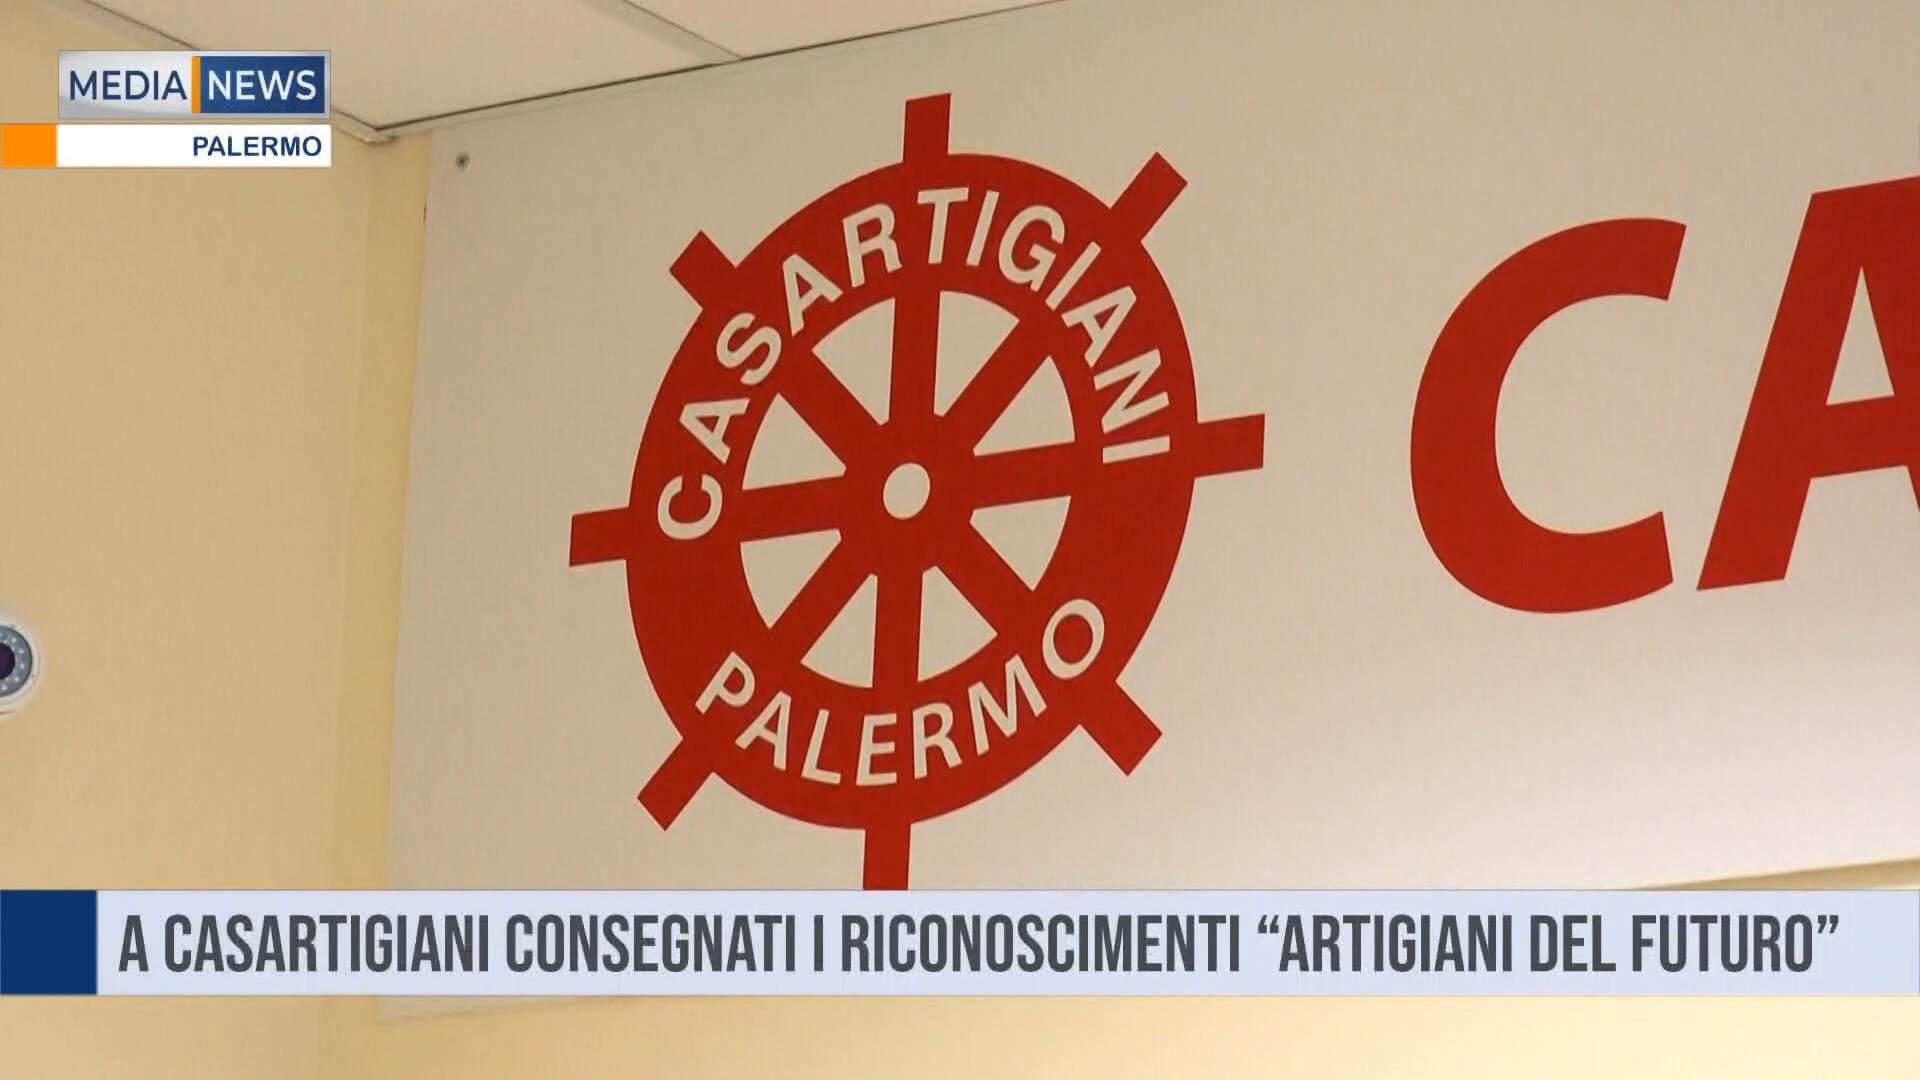 MEDIA NEWS
PALERMO
CASARTIGIANI
PALERMO
CA
A CASARTIGIANI CONSEGNATI I RICONOSCIMENTI “ARTIGIANI DEL FUTURO”